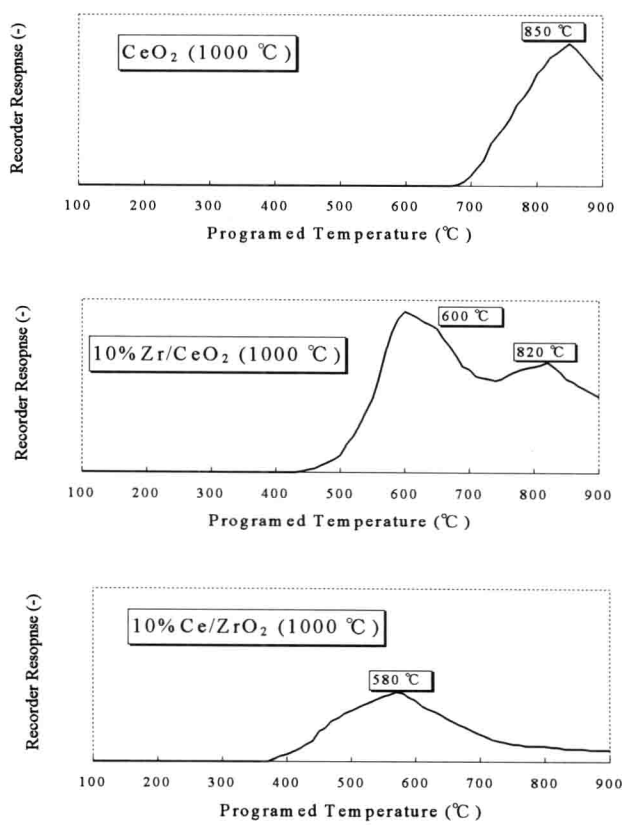 Recorder Resopnse (-)
CeO₂ (1000 ℃)
850 ℃
100 200 300 400 500 600 700 800 900
Programed Temperature (℃)
Recorder Resopnse (-)
10%Zr/CeO₂ (1000 ℃)
600 ℃
820 ℃
100 200 300 400 500 600 700 800 900
Programed Temperature (℃)
Recorder Resopnse (-)
10%Ce/ZrO₂ (1000 ℃)
580 ℃
100 200 300 400 500 600 700 800 900
Programed Temperature (℃)